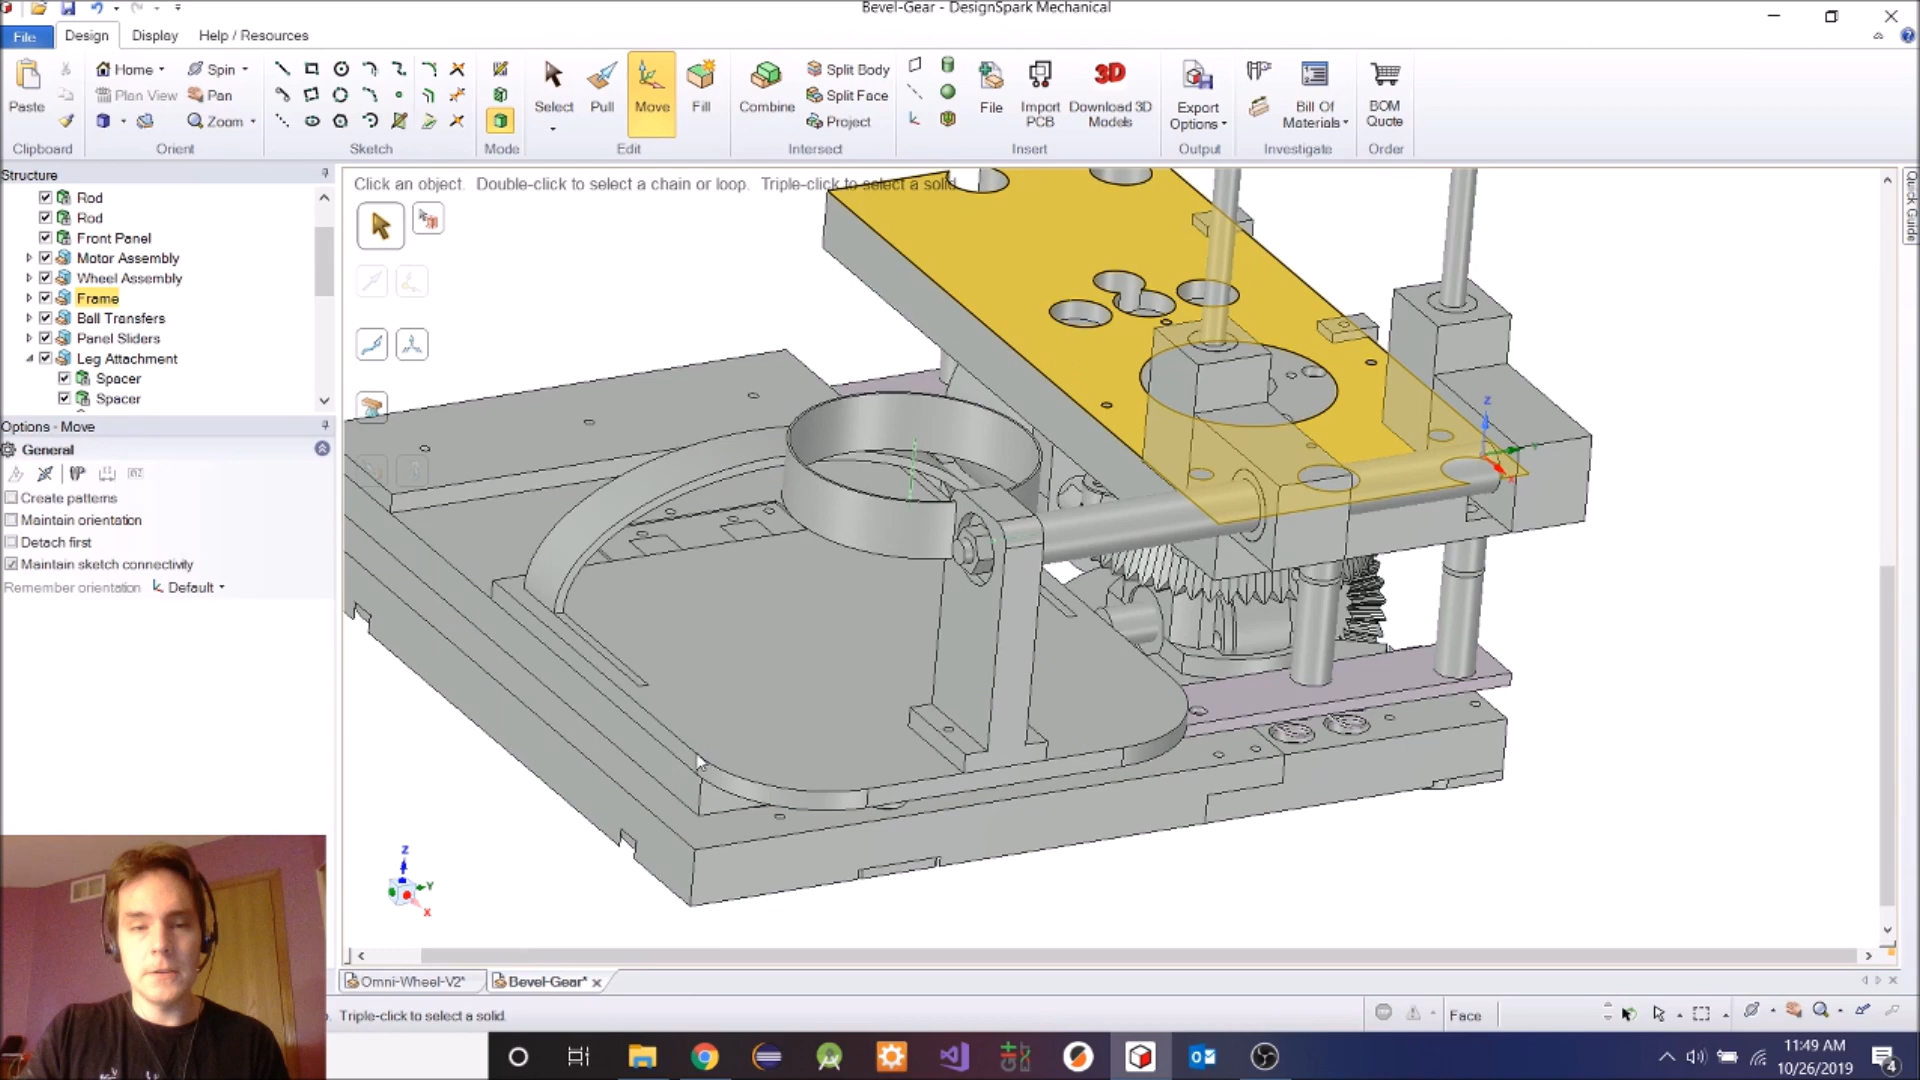 Bevel-Gear - DesignSpark Mechanical
File Design Display Help / Resources
Paste
Home Spin
Plan View Pan
Zoom
Select Pull Move Fill
Combine
Split Body
Split Face
Project
File Import PCB Download 3D Models
3D
Export Options
Bill Of Materials
BOM Quote
Clipboard Orient Sketch Mode Edit Intersect Insert Output Investigate Order
Structure
Rod
Rod
Front Panel
Motor Assembly
Wheel Assembly
Frame
Ball Transfers
Panel Sliders
Leg Attachment
Spacer
Spacer
Options - Move
General
Create patterns
Maintain orientation
Detach first
Maintain sketch connectivity
Remember orientation Default
Click an object. Double-click to select a chain or loop. Triple-click to select a solid.
Quick Guide
Z
Y
X
Z
Y
X
Omni-Wheel-V2* Bevel-Gear*
Triple-click to select a solid.
Face
11:49 AM
10/26/2019
4